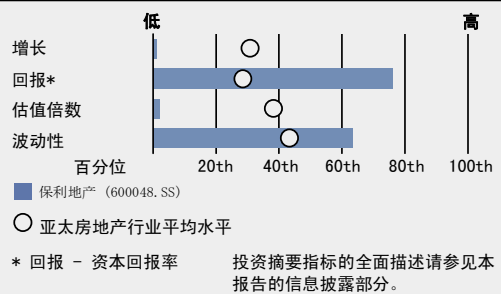 低 高
增长
回报*
估值倍数
波动性
百分位 20th 40th 60th 80th 100th
保利地产 (600048.SS)
亚太房地产行业平均水平
* 回报 - 资本回报率 投资摘要指标的全面描述请参见本
报告的信息披露部分。